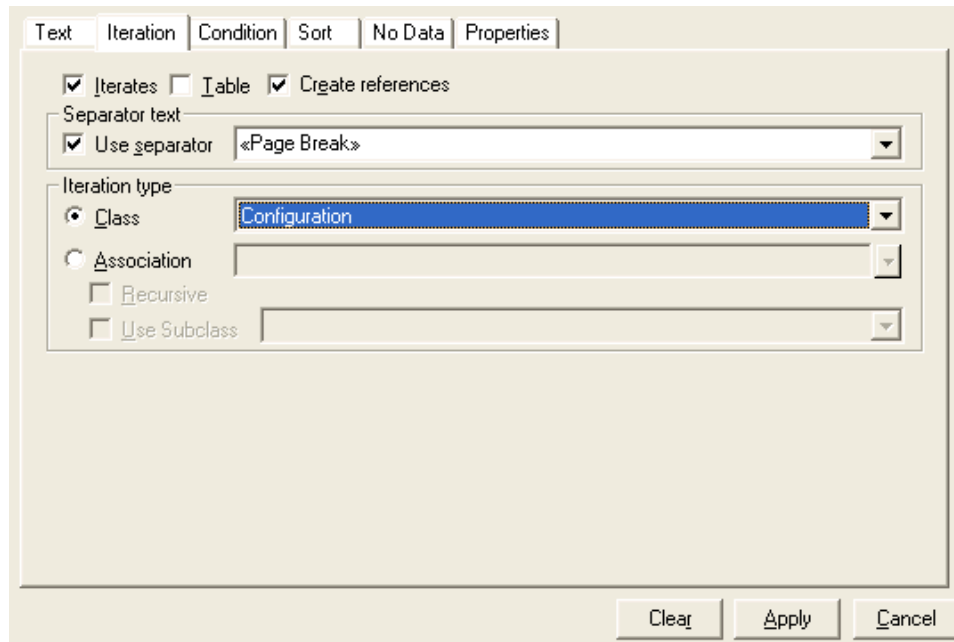 Text Iteration Condition Sort No Data Properties
Iterates Table Create references
Separator text
Use separator «Page Break»
Iteration type
Class Configuration
Association
Recursive
Use Subclass
Clear Apply Cancel